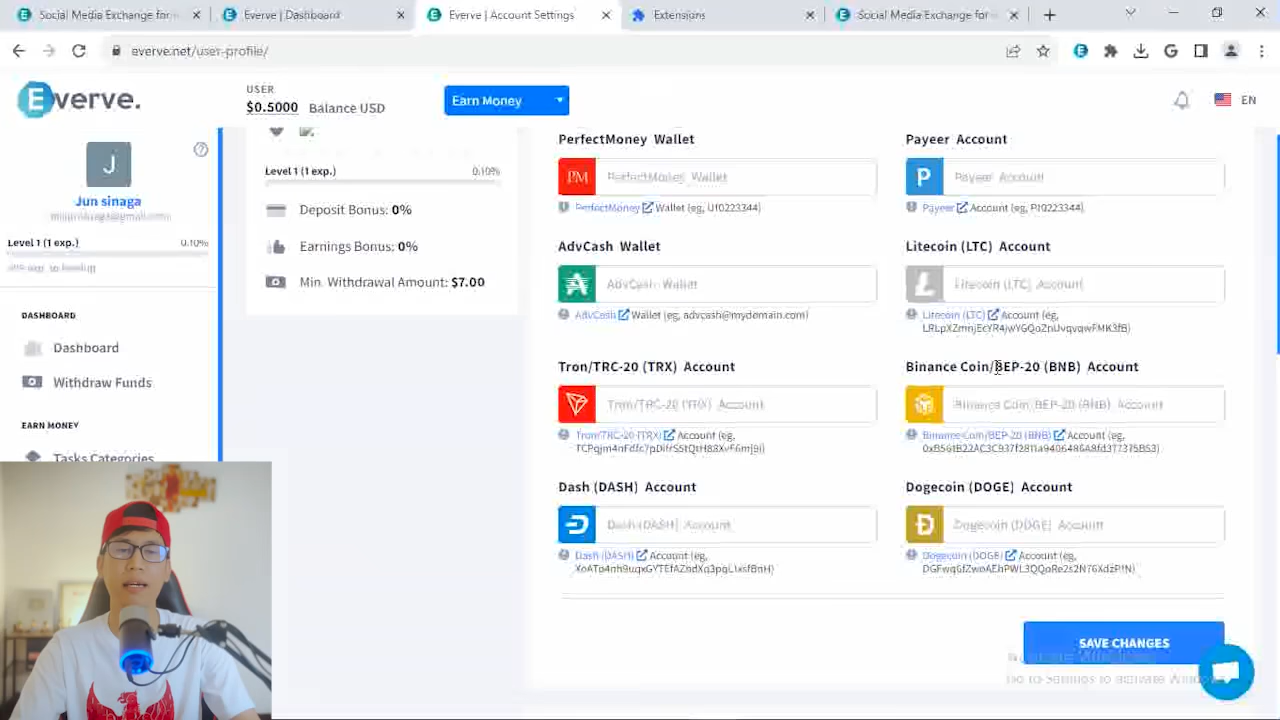 Social Media Exchange for
Everve | Dashboard
Everve | Account Settings
Extensions
Social Media Exchange for
everve.net/user-profile/
Everve.
USER
$0.5000 Balance USD
Earn Money
EN
J
Jun sinaga
Level 1 (1 exp.) 0.10%
DASHBOARD
Dashboard
Withdraw Funds
EARN MONEY
Tasks Categories
Level 1 (1 exp.) 0.10%
Deposit Bonus: 0%
Earnings Bonus: 0%
Min. Withdrawal Amount: $7.00
PerfectMoney Wallet
PM PerfectMoney Wallet
PerfectMoney Wallet (eg, U0223344)
Payeer Account
P Payeer Account
Payeer Account (eg, P10223344)
AdvCash Wallet
AdvCash Wallet
AdvCash Wallet (eg, advcash@mydomain.com)
Litecoin (LTC) Account
Litecoin (LTC) Account
Litecoin (LTC) Account (eg,
Tron/TRC-20 (TRX) Account
Tron/TRC-20 (TRX) Account
Tron/TRC-20 (TRX) Account (eg,
Binance Coin/BEP-20 (BNB) Account
Binance Coin/BEP-20 (BNB) Account
Binance Coin/BEP-20 (BNB) Account (eg,
Dash (DASH) Account
Dash (DASH) Account
Dash (DASH) Account (eg,
Dogecoin (DOGE) Account
Dogecoin (DOGE) Account
Dogecoin (DOGE) Account (eg,
SAVE CHANGES
Go to Settings to activate Windows.